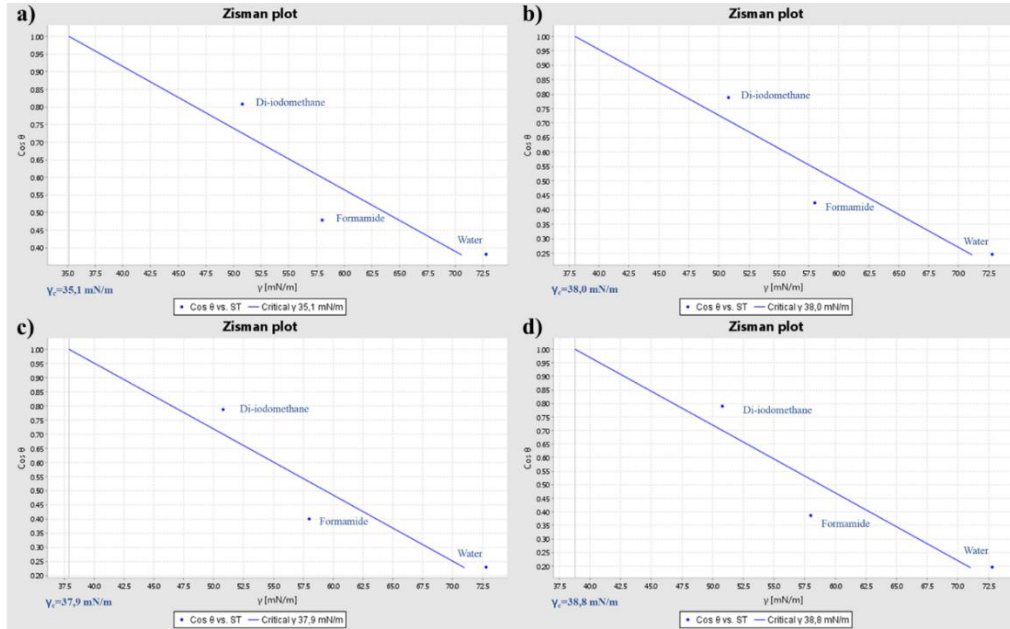 a)
Zisman plot
1.00
0.95
0.90
0.85
0.80
0.75
0.70
0.65
0.60
0.55
0.50
0.45
0.40
Cos θ
Di-iodomethane
Formamide
Water
35.0 37.5 40.0 42.5 45.0 47.5 50.0 52.5 55.0 57.5 60.0 62.5 65.0 67.5 70.0 72.5
γ [mN/m]
γc=35,1 mN/m
Cos θ vs. ST Critical γ 35,1 mN/m
b)
Zisman plot
1.00
0.95
0.90
0.85
0.80
0.75
0.70
0.65
0.60
0.55
0.50
0.45
0.40
0.35
0.30
0.25
Cos θ
Di-iodomethane
Formamide
Water
37.5 40.0 42.5 45.0 47.5 50.0 52.5 55.0 57.5 60.0 62.5 65.0 67.5 70.0 72.5
γ [mN/m]
γc=38,0 mN/m
Cos θ vs. ST Critical γ 38,0 mN/m
c)
Zisman plot
1.00
0.95
0.90
0.85
0.80
0.75
0.70
0.65
0.60
0.55
0.50
0.45
0.40
0.35
0.30
0.25
0.20
Cos θ
Di-iodomethane
Formamide
Water
37.5 40.0 42.5 45.0 47.5 50.0 52.5 55.0 57.5 60.0 62.5 65.0 67.5 70.0 72.5
γ [mN/m]
γc=37,9 mN/m
Cos θ vs. ST Critical γ 37,9 mN/m
d)
Zisman plot
1.00
0.95
0.90
0.85
0.80
0.75
0.70
0.65
0.60
0.55
0.50
0.45
0.40
0.35
0.30
0.25
0.20
Cos θ
Di-iodomethane
Formamide
Water
40.0 42.5 45.0 47.5 50.0 52.5 55.0 57.5 60.0 62.5 65.0 67.5 70.0 72.5
γ [mN/m]
γc=38,8 mN/m
Cos θ vs. ST Critical γ 38,8 mN/m